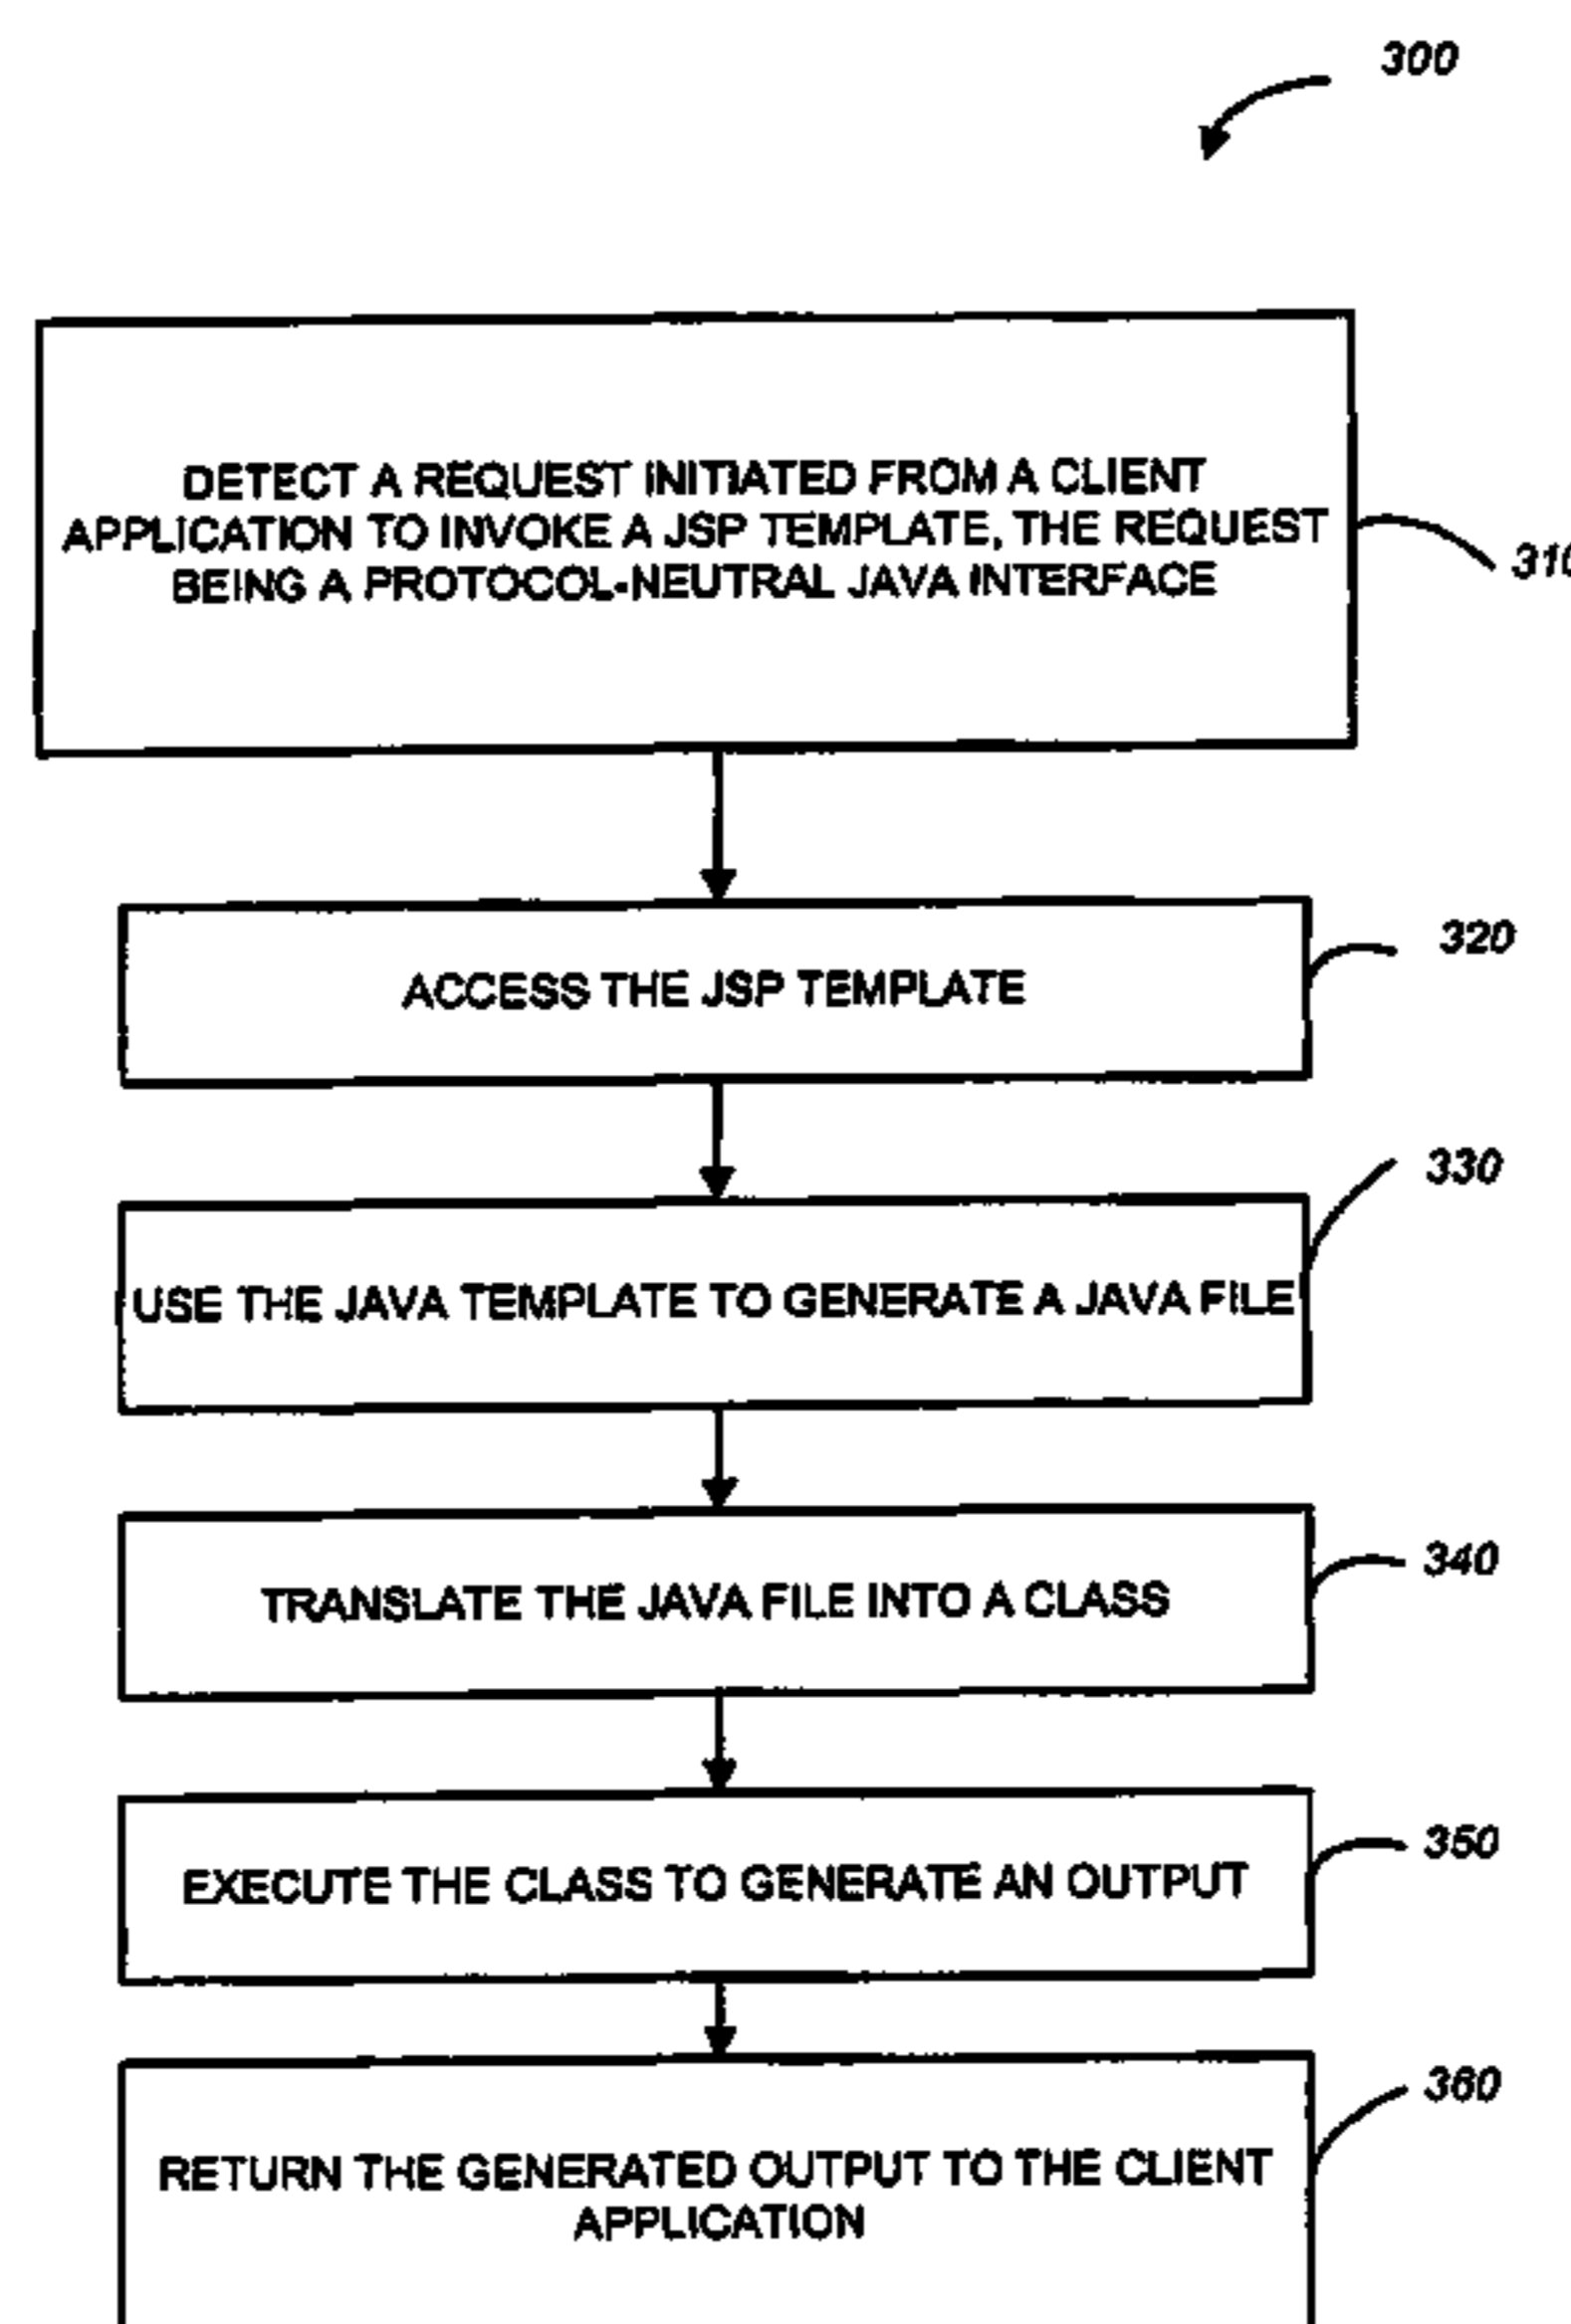 300
DETECT A REQUEST INITIATED FROM A CLIENT
APPLICATION TO INVOKE A JSP TEMPLATE, THE REQUEST
BEING A PROTOCOL-NEUTRAL JAVA INTERFACE
310
ACCESS THE JSP TEMPLATE
320
USE THE JAVA TEMPLATE TO GENERATE A JAVA FILE
330
TRANSLATE THE JAVA FILE INTO A CLASS
340
EXECUTE THE CLASS TO GENERATE AN OUTPUT
350
RETURN THE GENERATED OUTPUT TO THE CLIENT
APPLICATION
360